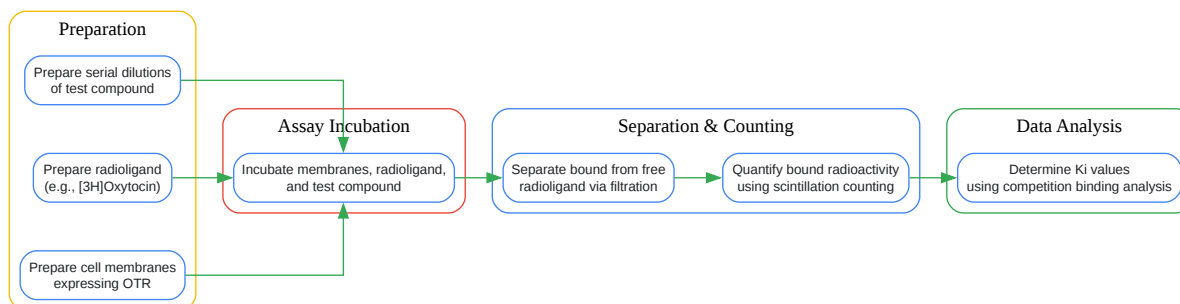 Preparation
Prepare serial dilutions
of test compound
Prepare radioligand
(e.g., [3H]Oxytocin)
Prepare cell membranes
expressing OTR
Assay Incubation
Incubate membranes, radioligand,
and test compound
Separation & Counting
Separate bound from free
radioligand via filtration
Quantify bound radioactivity
using scintillation counting
Data Analysis
Determine Ki values
using competition binding analysis